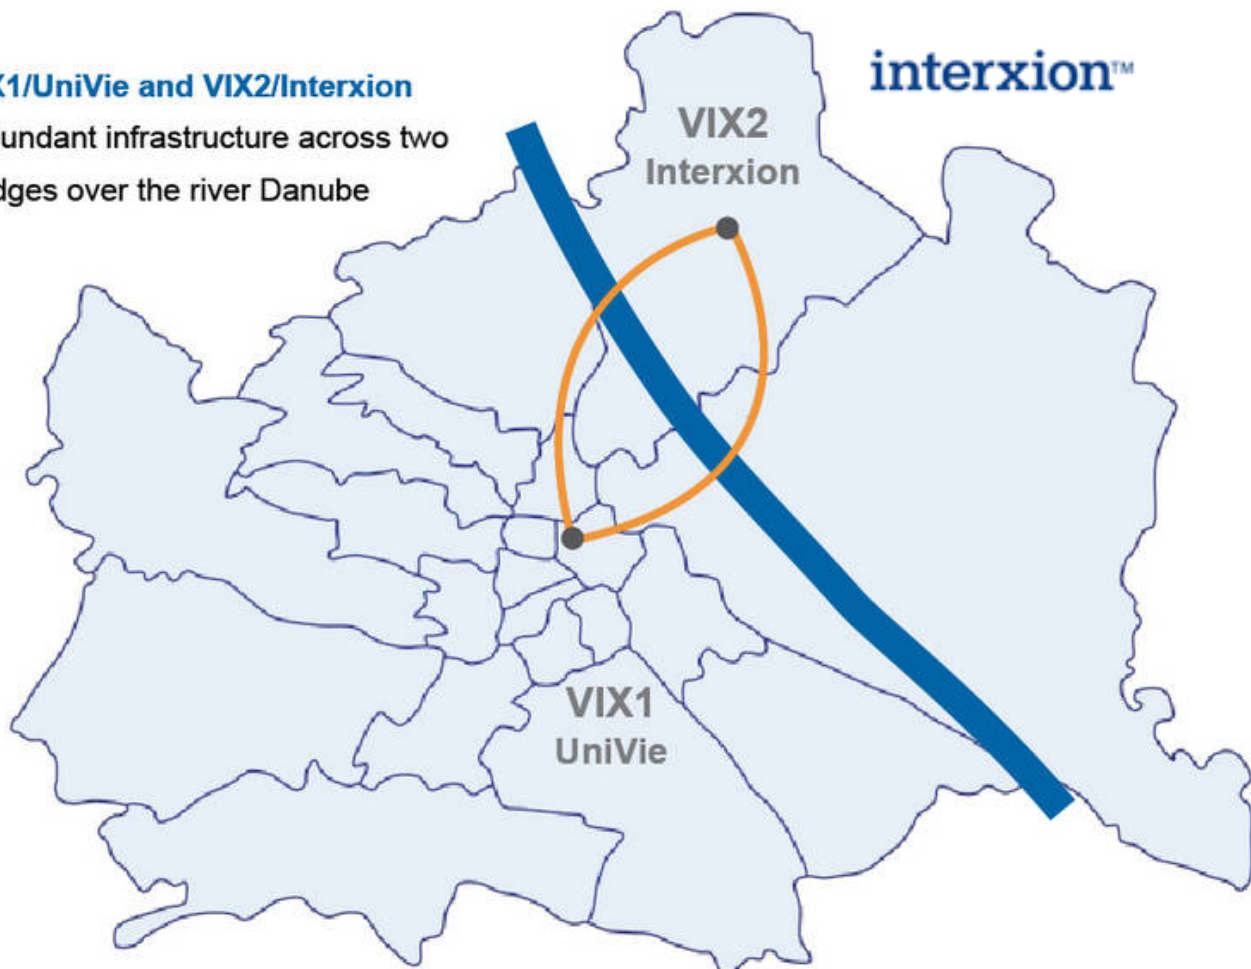 X1/UniVie and VIX2/Interxion
undant infrastructure across two
dges over the river Danube
interxion™
VIX2
Interxion
VIX1
UniVie